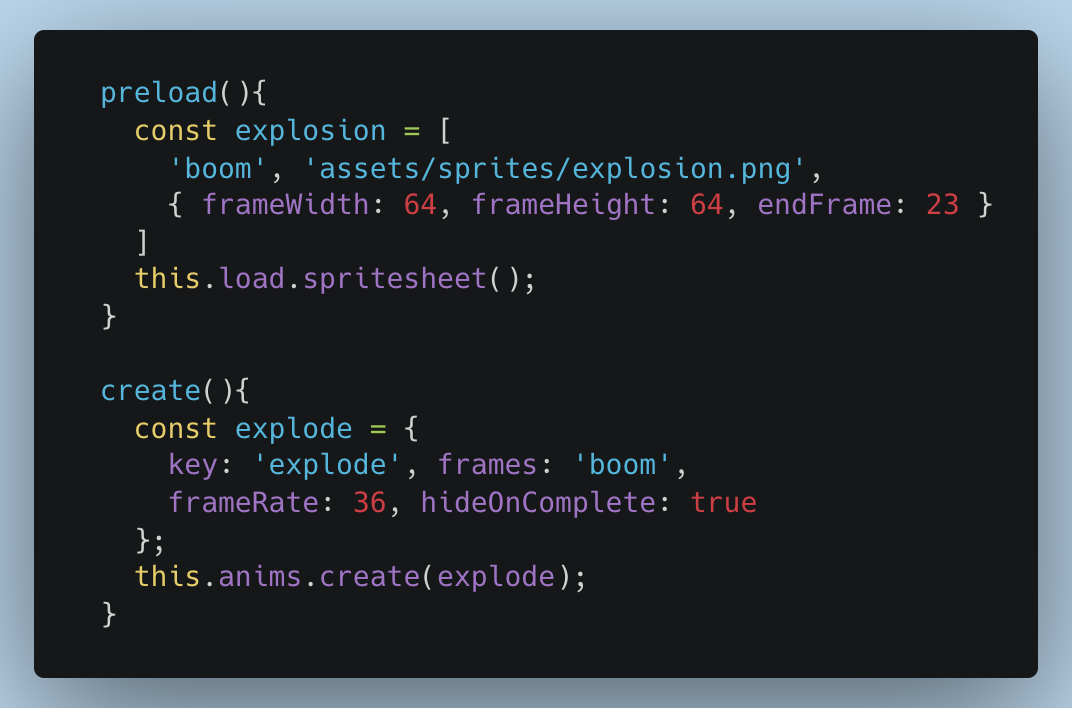 preload(){
  const explosion = [
    'boom', 'assets/sprites/explosion.png',
    { frameWidth: 64, frameHeight: 64, endFrame: 23 }
  ]
  this.load.spritesheet();
}

create(){
  const explode = {
    key: 'explode', frames: 'boom',
    frameRate: 36, hideOnComplete: true
  };
  this.anims.create(explode);
}